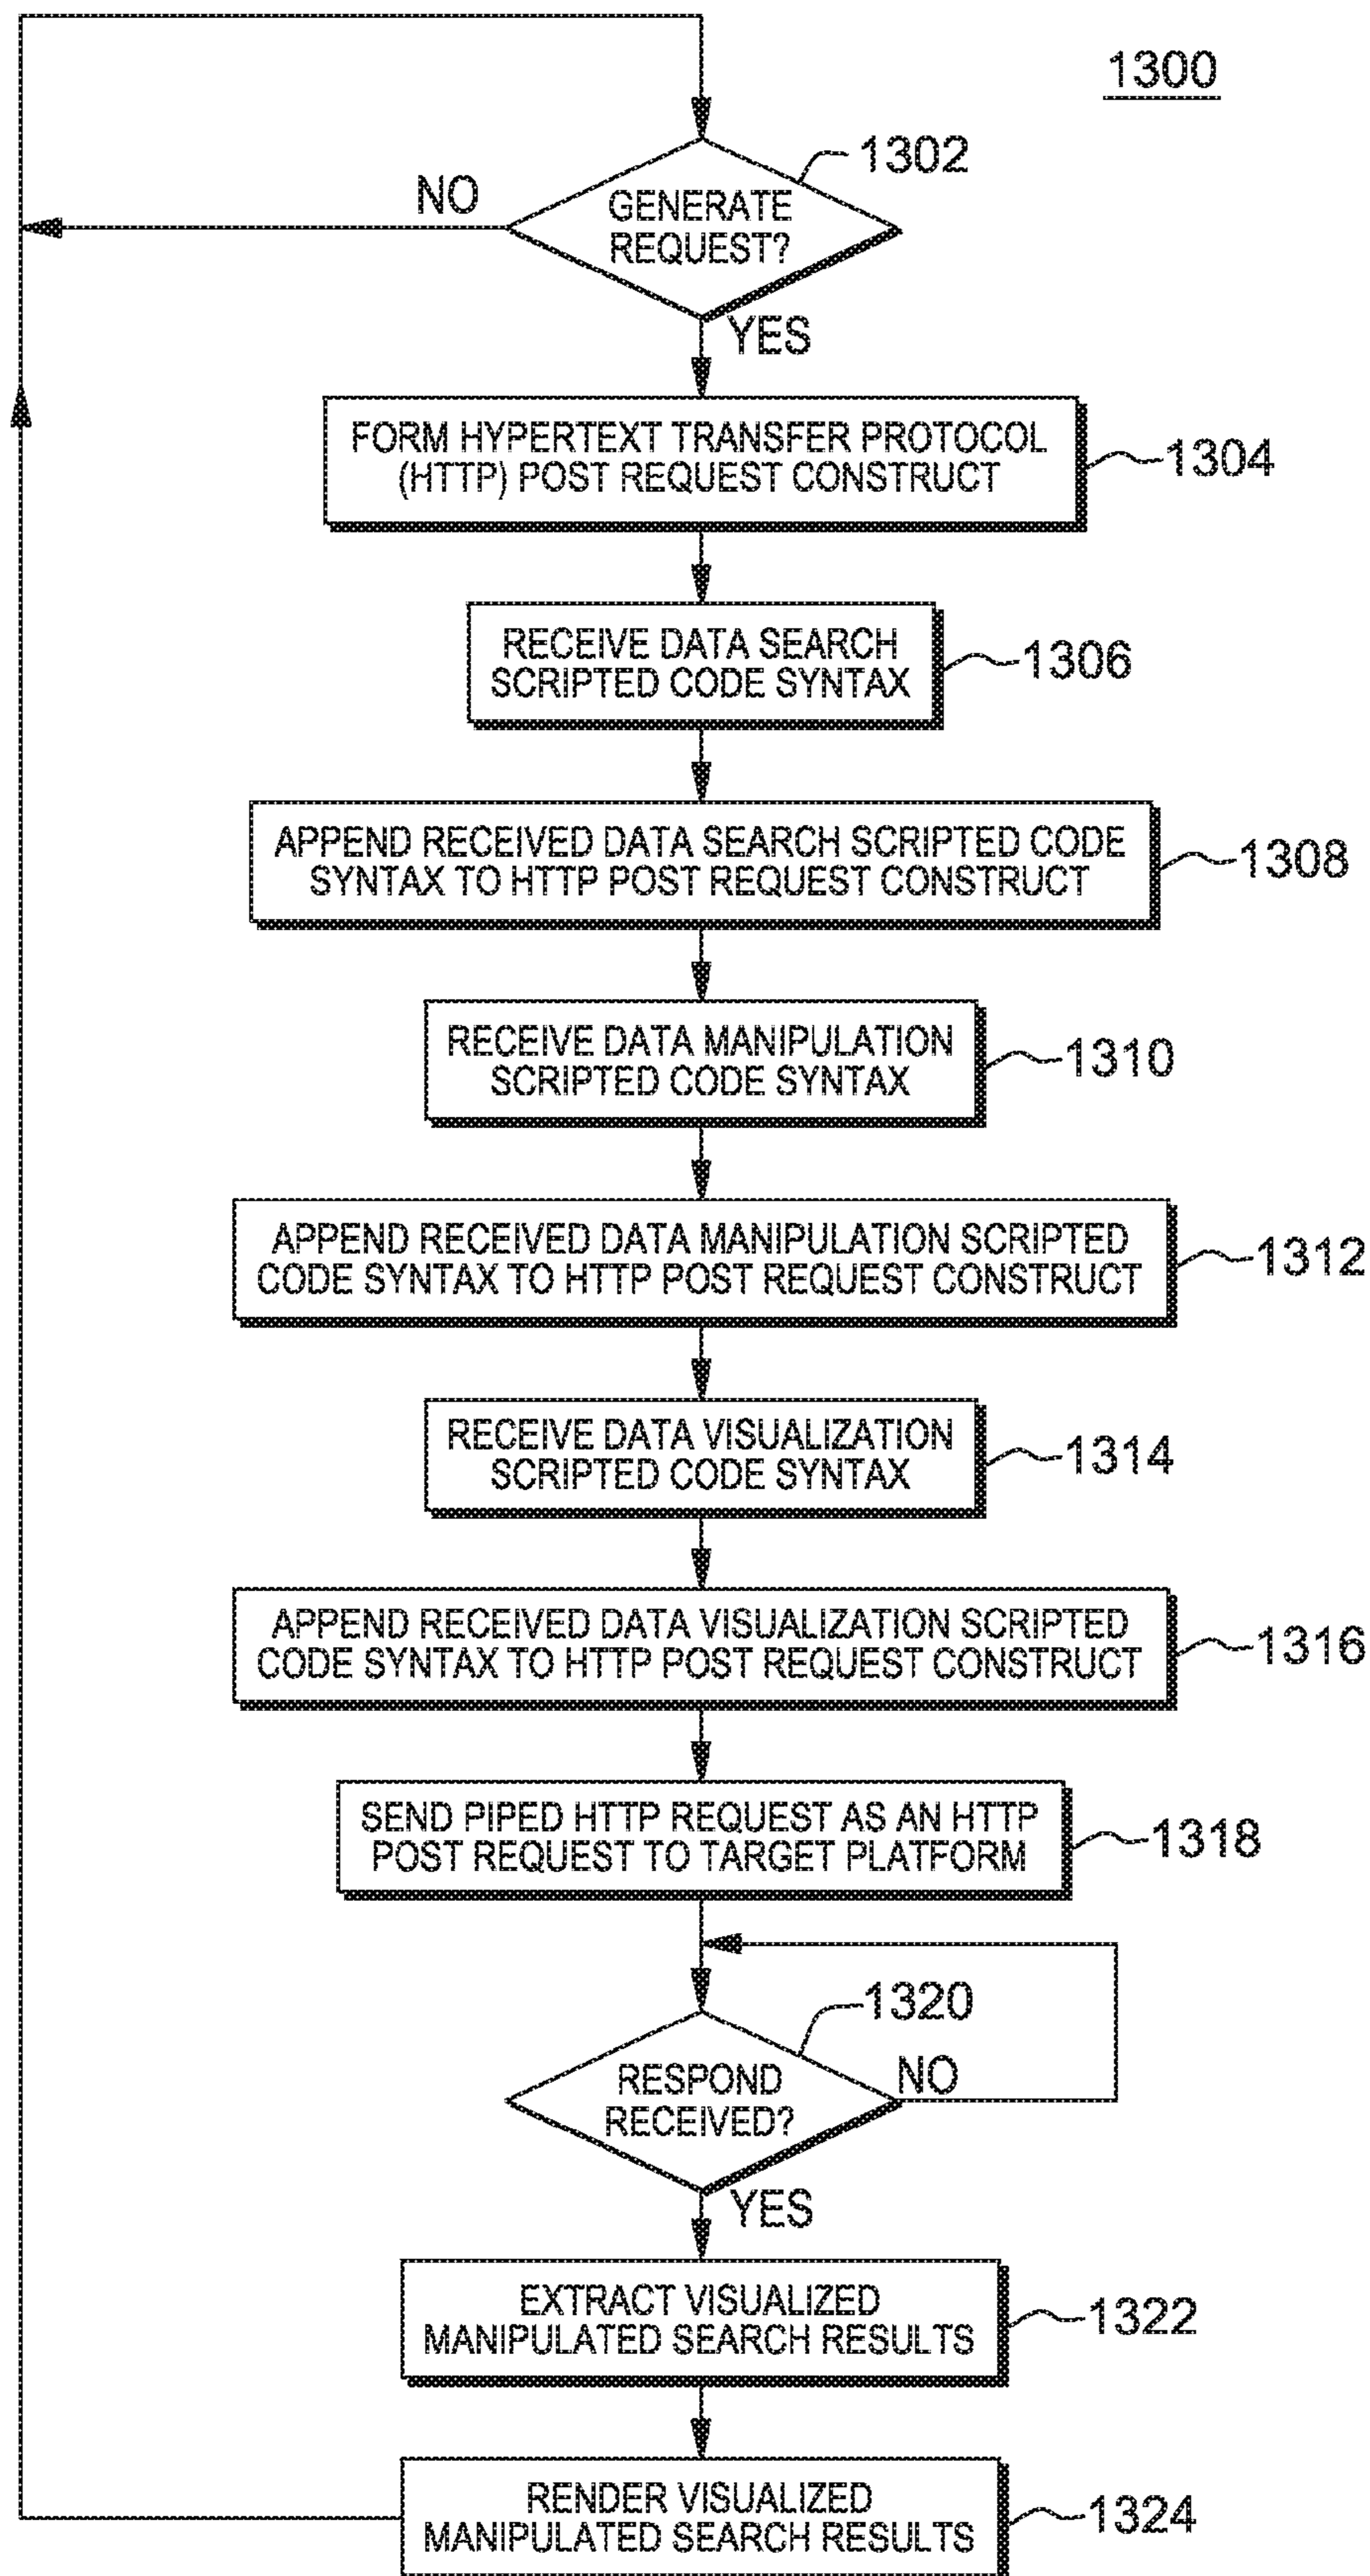 1300
1302
NO
GENERATE
REQUEST?
YES
FORM HYPERTEXT TRANSFER PROTOCOL
(HTTP) POST REQUEST CONSTRUCT
1304
RECEIVE DATA SEARCH
SCRIPTED CODE SYNTAX
1306
APPEND RECEIVED DATA SEARCH SCRIPTED CODE
SYNTAX TO HTTP POST REQUEST CONSTRUCT
1308
RECEIVE DATA MANIPULATION
SCRIPTED CODE SYNTAX
1310
APPEND RECEIVED DATA MANIPULATION SCRIPTED
CODE SYNTAX TO HTTP POST REQUEST CONSTRUCT
1312
RECEIVE DATA VISUALIZATION
SCRIPTED CODE SYNTAX
1314
APPEND RECEIVED DATA VISUALIZATION SCRIPTED
CODE SYNTAX TO HTTP POST REQUEST CONSTRUCT
1316
SEND PIPED HTTP REQUEST AS AN HTTP
POST REQUEST TO TARGET PLATFORM
1318
1320
RESPOND
RECEIVED?
NO
YES
EXTRACT VISUALIZED
MANIPULATED SEARCH RESULTS
1322
RENDER VISUALIZED
MANIPULATED SEARCH RESULTS
1324